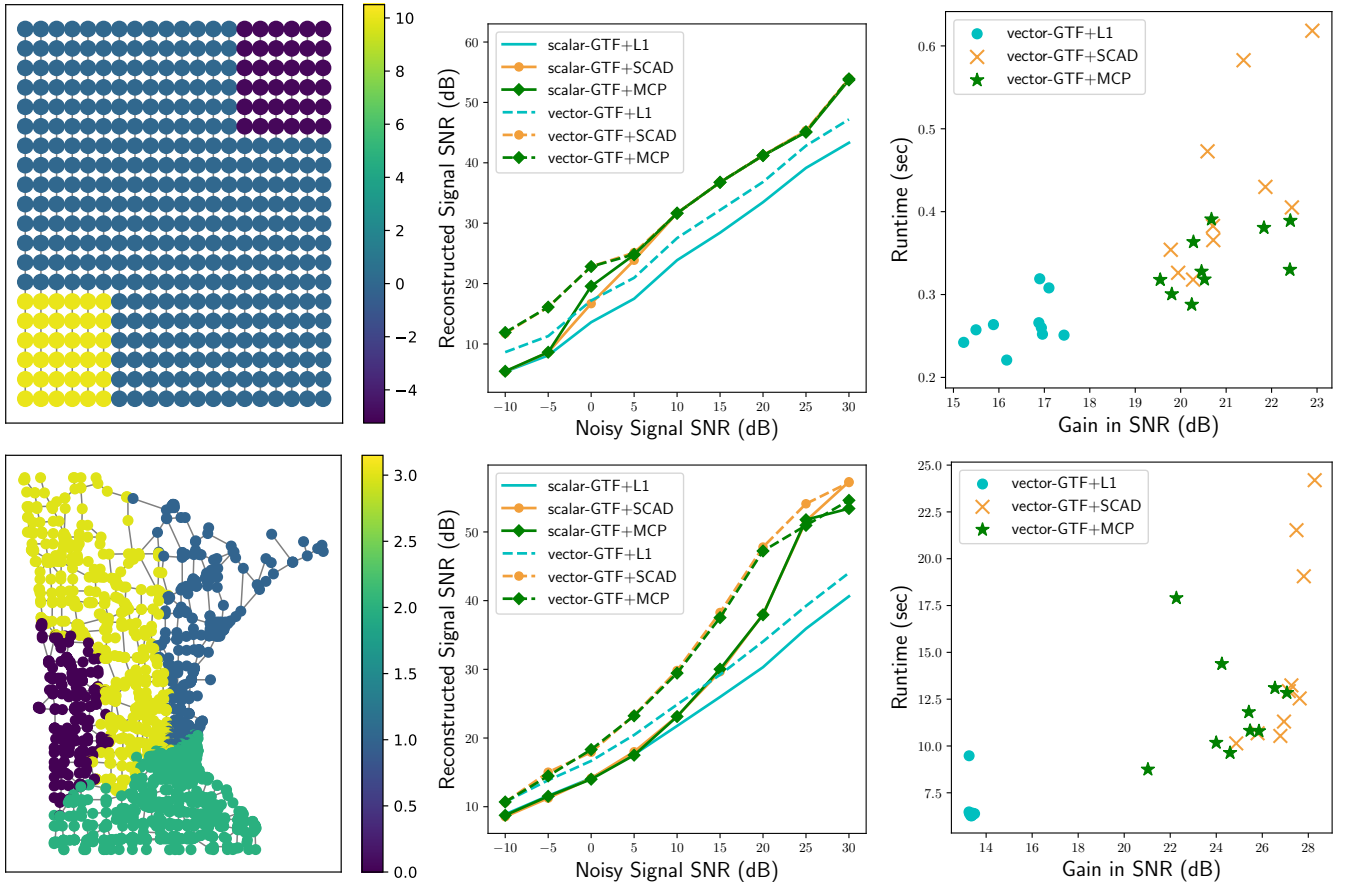 10
8
6
4
2
0
−2
−4
Reconstructed Signal SNR (dB)
60
50
40
30
20
10
scalar-GTF+L1
scalar-GTF+SCAD
scalar-GTF+MCP
vector-GTF+L1
vector-GTF+SCAD
vector-GTF+MCP
−10 −5 0 5 10 15 20 25 30
Noisy Signal SNR (dB)
Runtime (sec)
0.6
0.5
0.4
0.3
0.2
vector-GTF+L1
vector-GTF+SCAD
vector-GTF+MCP
15 16 17 18 19 20 21 22 23
Gain in SNR (dB)
3.0
2.5
2.0
1.5
1.0
0.5
0.0
Reconstructed Signal SNR (dB)
50
40
30
20
10
scalar-GTF+L1
scalar-GTF+SCAD
scalar-GTF+MCP
vector-GTF+L1
vector-GTF+SCAD
vector-GTF+MCP
−10 −5 0 5 10 15 20 25 30
Noisy Signal SNR (dB)
Runtime (sec)
25.0
22.5
20.0
17.5
15.0
12.5
10.0
7.5
vector-GTF+L1
vector-GTF+SCAD
vector-GTF+MCP
14 16 18 20 22 24 26 28
Gain in SNR (dB)